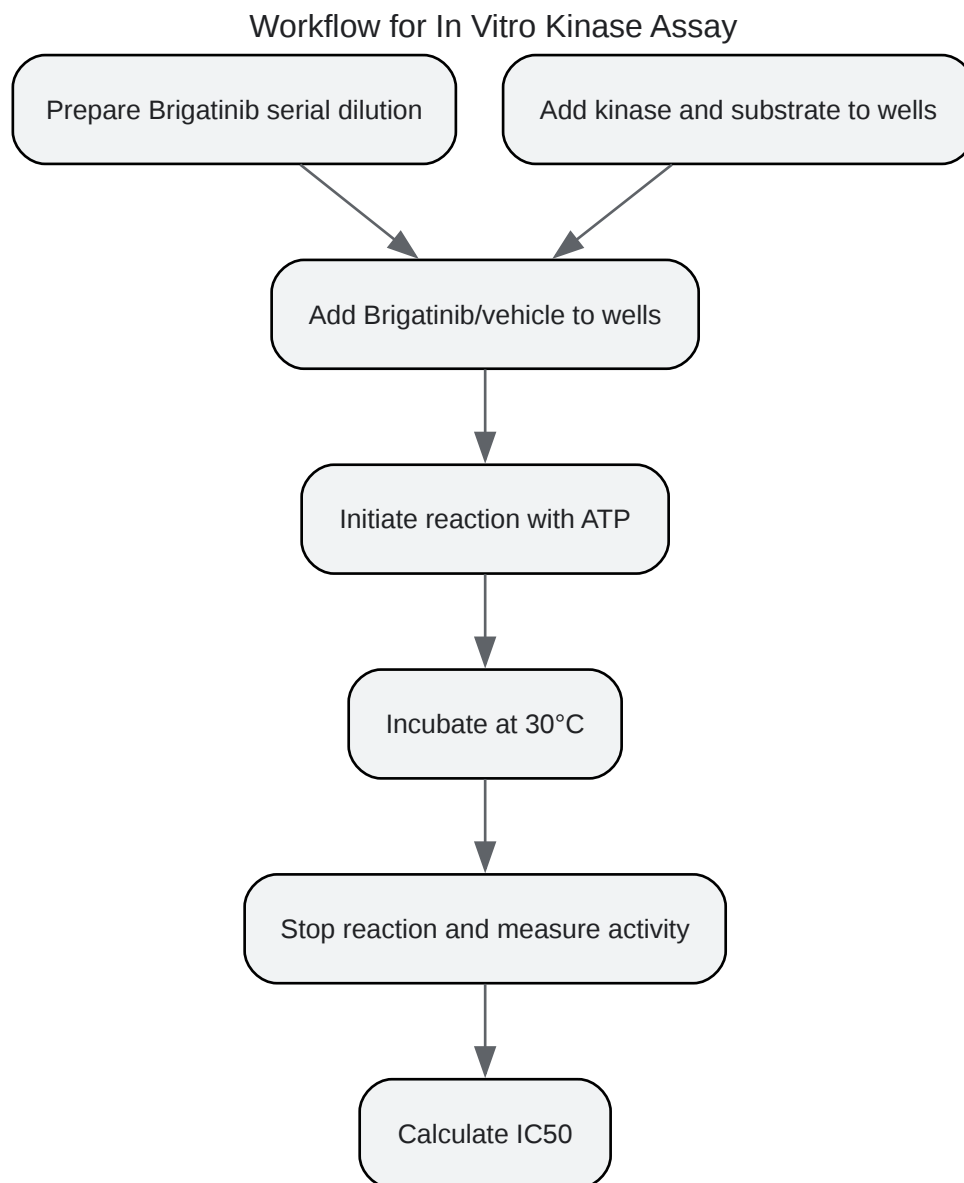 Workflow for In Vitro Kinase Assay
Prepare Brigatinib serial dilution
Add kinase and substrate to wells
Add Brigatinib/vehicle to wells
Initiate reaction with ATP
Incubate at 30°C
Stop reaction and measure activity
Calculate IC50